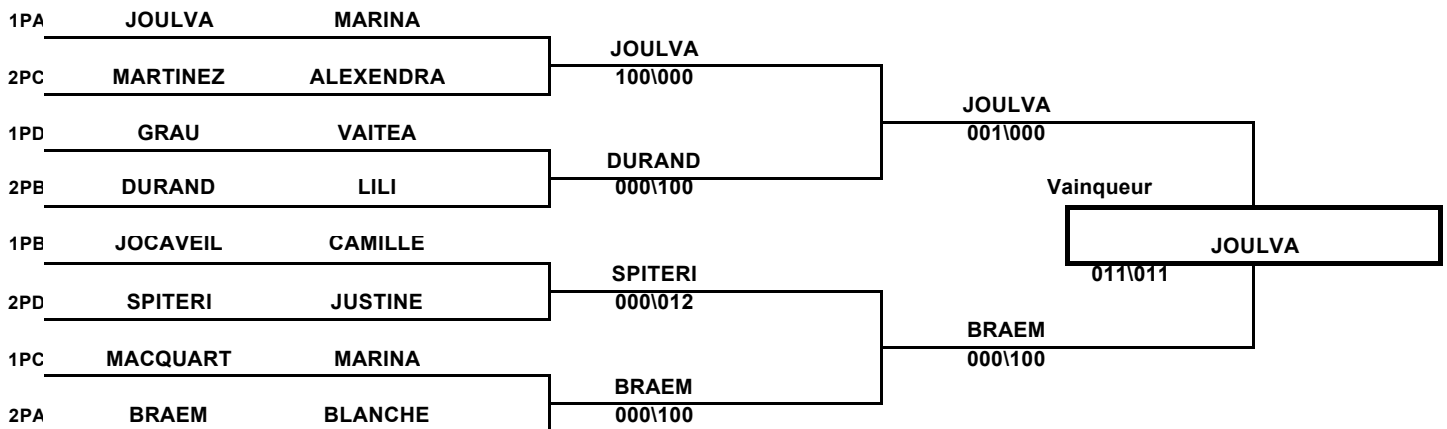 1PA JOULVA MARINA
JOULVA
2PC MARTINEZ ALEXENDRA 100\000
JOULVA
1PD GRAU VAITEA 001\000
DURAND
2PB DURAND LILI 000\100 Vainqueur
1PB JOCAVEIL CAMILLE JOULVA
SPITERI 011\011
2PD SPITERI JUSTINE 000\012
BRAEM
1PC MACQUART MARINA 000\100
BRAEM
2PA BRAEM BLANCHE 000\100